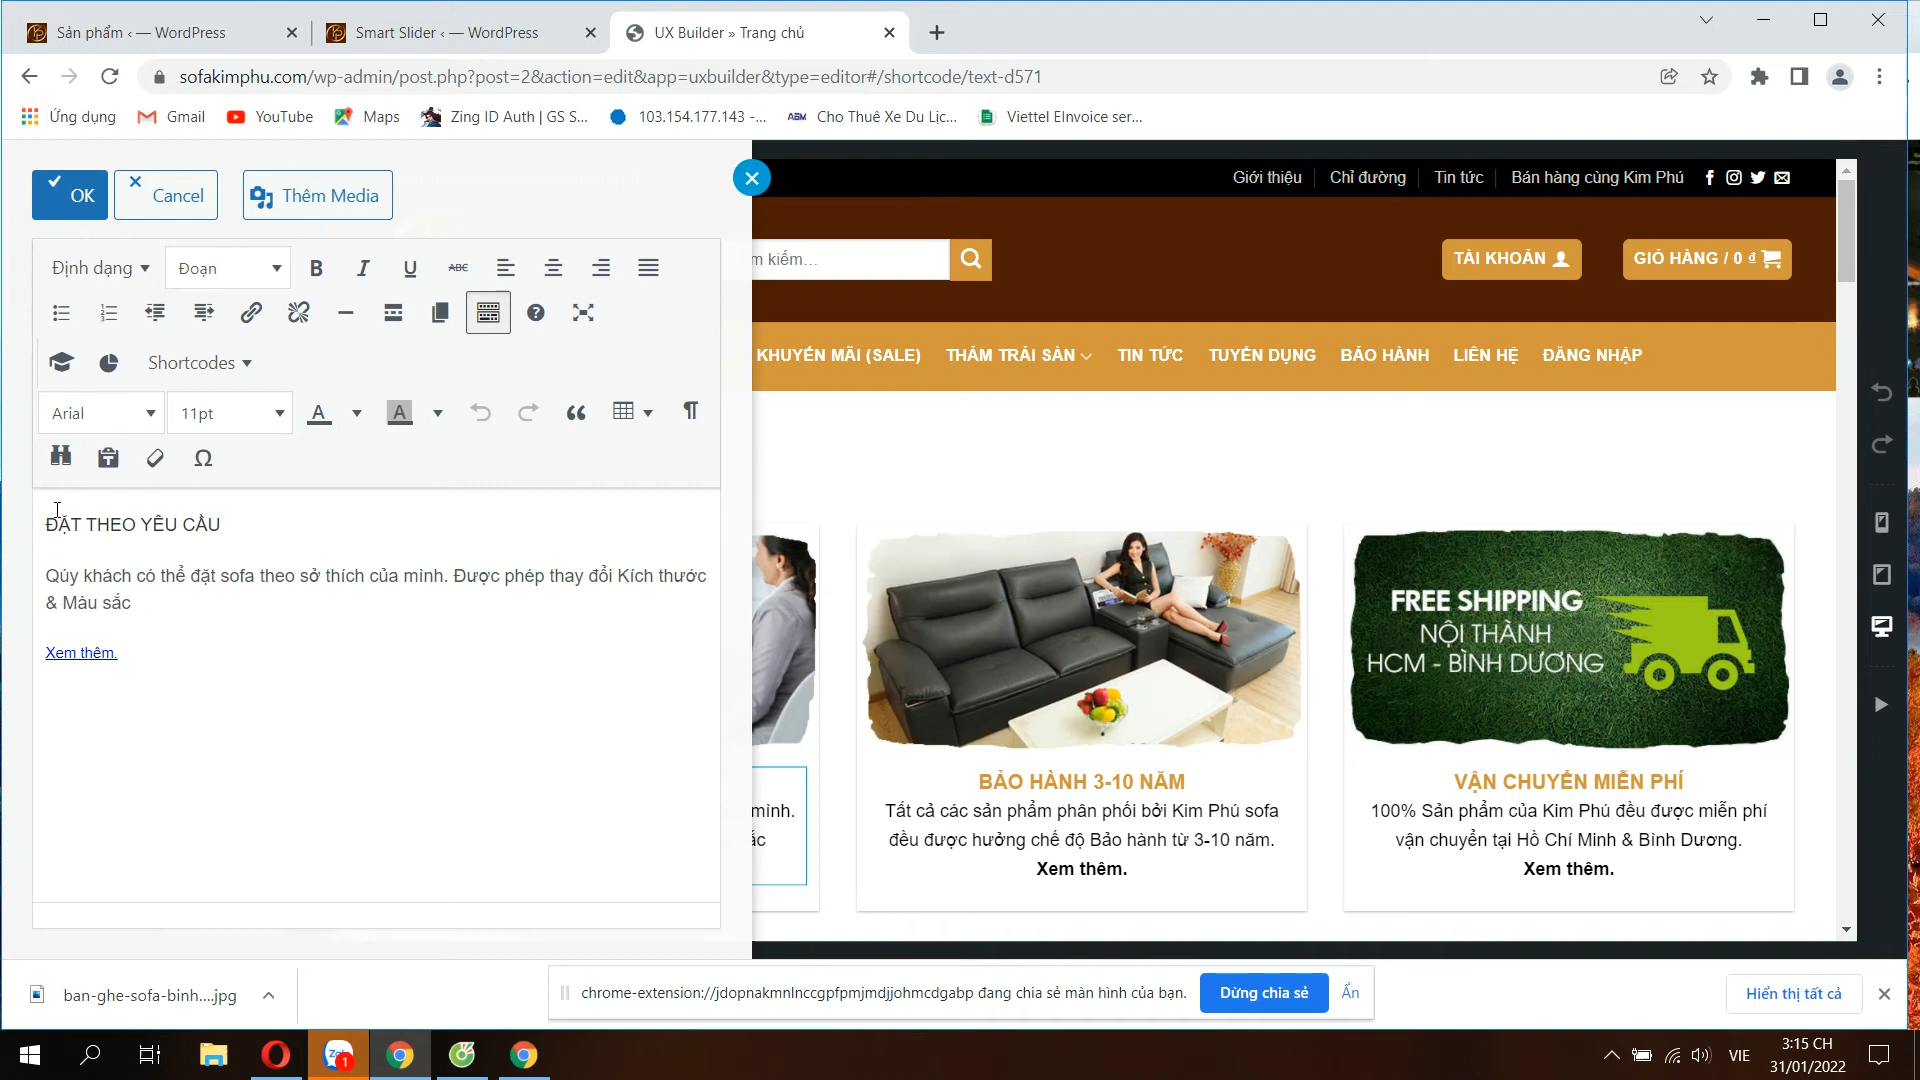 Sản phẩm ‹ — WordPress
Smart Slider ‹ — WordPress
UX Builder » Trang chủ
sofakimphu.com/wp-admin/post.php?post=2&action=edit&app=uxbuilder&type=editor#/shortcode/text-d571
Ứng dụng
Gmail
YouTube
Maps
Zing ID Auth | GS S...
103.154.177.143 -...
Cho Thuê Xe Du Lịc...
Viettel EInvoice ser...
OK
Cancel
Thêm Media
Giới thiệu
Chỉ đường
Tin tức
Bán hàng cùng Kim Phú
m kiếm...
TÀI KHOẢN
GIỎ HÀNG / 0 ₫
KHUYẾN MÃI (SALE)
THẢM TRẢI SÀN
TIN TỨC
TUYỂN DỤNG
BẢO HÀNH
LIÊN HỆ
ĐĂNG NHẬP
Định dạng
Đoạn
Shortcodes
Arial
11pt
ĐẶT THEO YÊU CẦU
Qúy khách có thể đặt sofa theo sở thích của mình. Được phép thay đổi Kích thước
& Màu sắc
Xem thêm.
FREE SHIPPING
NỘI THÀNH
HCM - BÌNH DƯƠNG
mình.
ắc
BẢO HÀNH 3-10 NĂM
Tất cả các sản phẩm phân phối bởi Kim Phú sofa
đều được hưởng chế độ Bảo hành từ 3-10 năm.
Xem thêm.
VẬN CHUYỂN MIỄN PHÍ
100% Sản phẩm của Kim Phú đều được miễn phí
vận chuyển tại Hồ Chí Minh & Bình Dương.
Xem thêm.
ban-ghe-sofa-binh....jpg
chrome-extension://jdopnakmnlnccgpfpmjmdjjohmcdgabp đang chia sẻ màn hình của bạn.
Dừng chia sẻ
Ẩn
Hiển thị tất cả
VIE
3:15 CH
31/01/2022